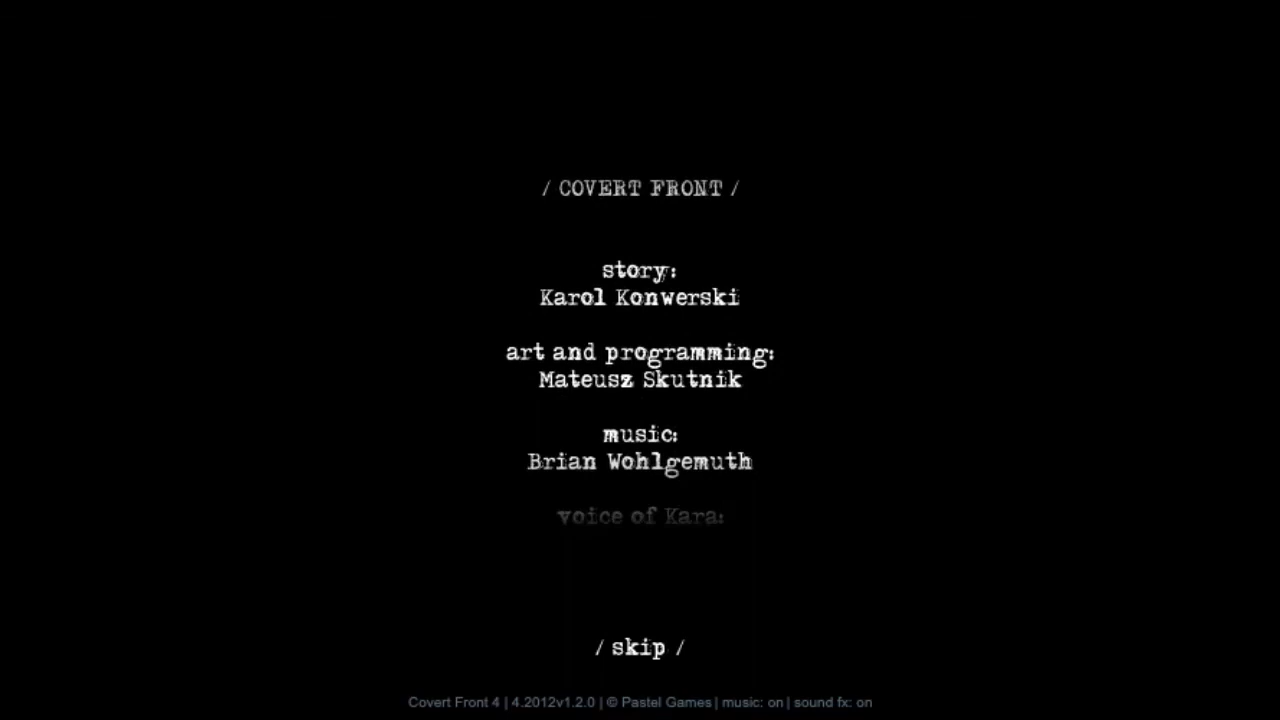 / COVERT FRONT /
story:
Karol Konwerski
art and programming:
Mateusz Skutnik
music:
Brian Wohlgemuth
voice of Kara:
/ skip /
Covert Front 4 | 4.2012v1.2.0 | © Pastel Games | music: on | sound fx: on